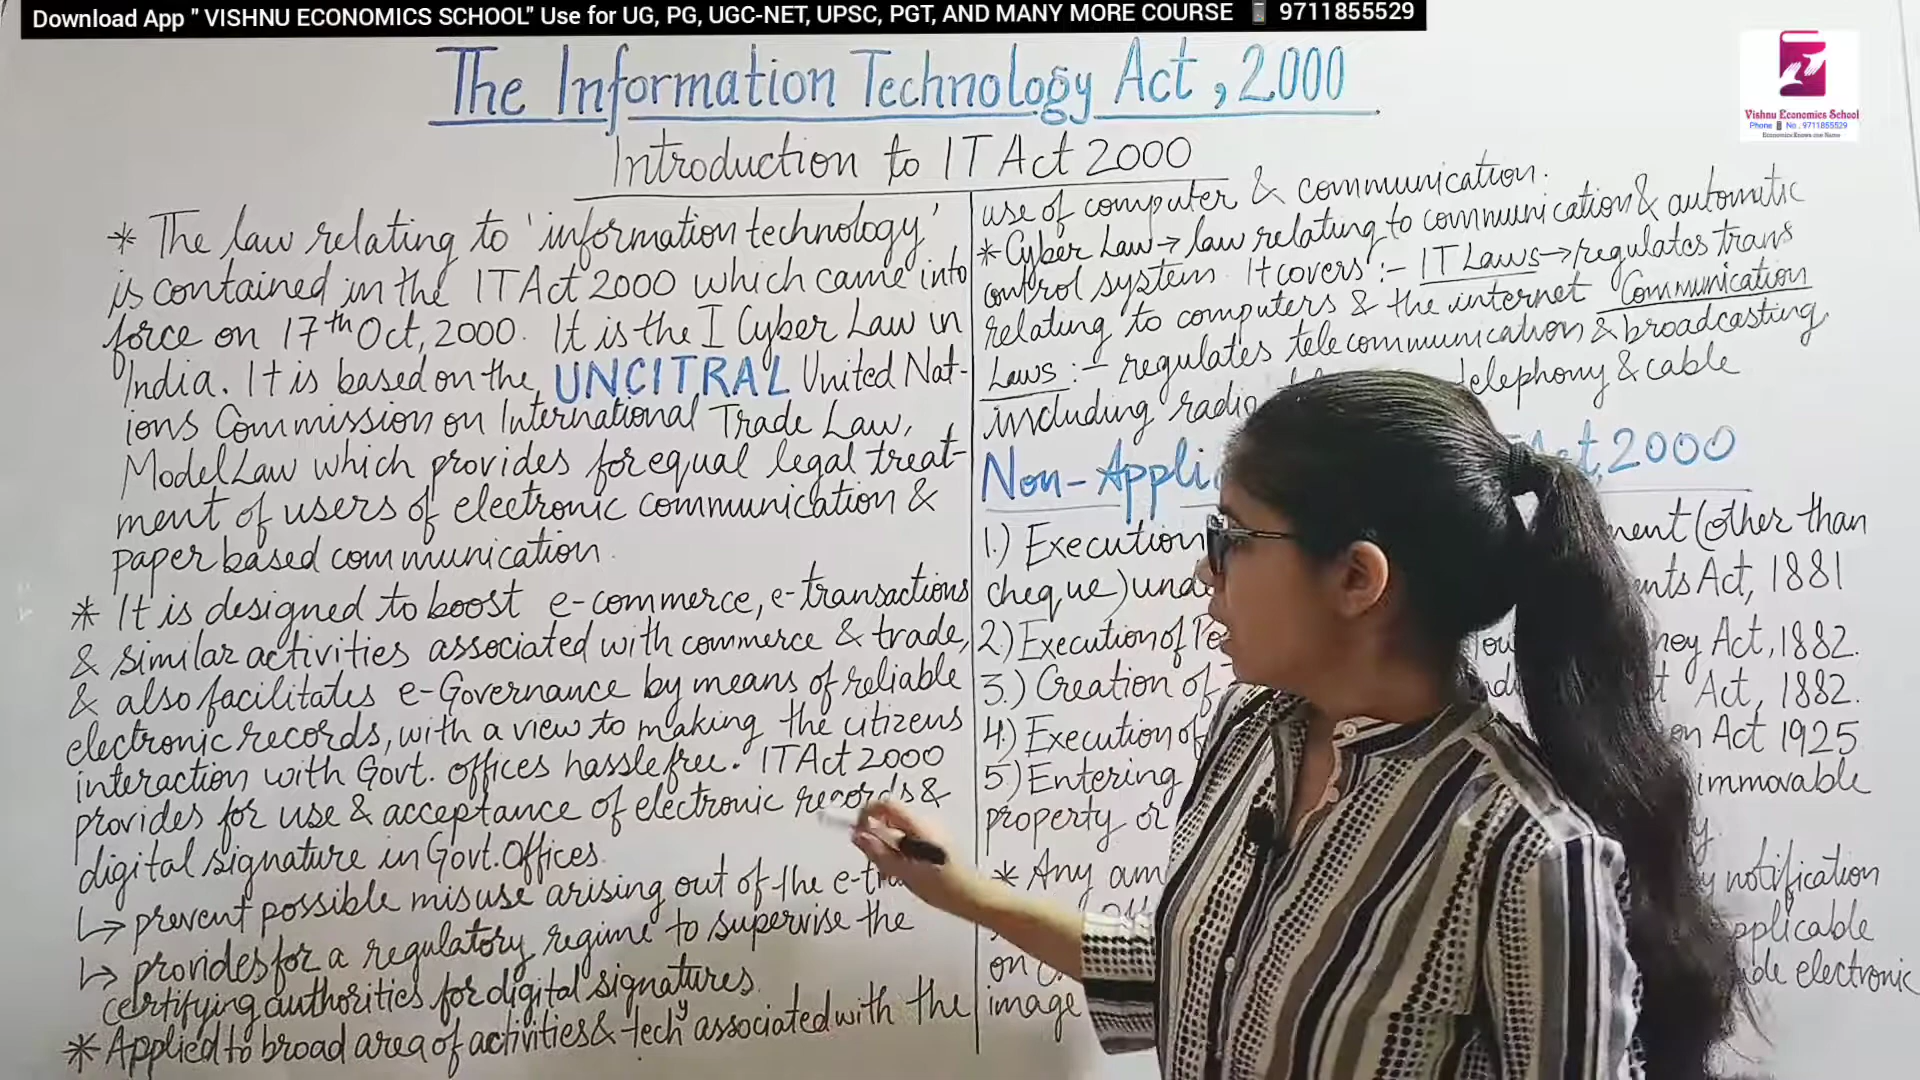 Download App " VISHNU ECONOMICS SCHOOL" Use for UG, PG, UGC-NET, UPSC, PGT, AND MANY MORE COURSE 9711855529
Vishnu Economics School
Phone No. 9711855529
Economics Knows one Name
The Information Technology Act, 2000
Introduction to IT Act 2000
* The law relating to 'information technology'
is contained in the IT Act 2000 which came into
force on 17th Oct, 2000. It is the I Cyber Law in
India. It is based on the UNCITRAL United Nat-
ions Commission on International Trade Law,
Model Law which provides for equal legal treat-
ment of users of electronic communication &
paper based communication.
* It is designed to boost e-commerce, e-transactions
& similar activities associated with commerce & trade,
& also facilitates e-Governance by means of reliable
electronic records, with a view to making the citizens
interaction with Govt. offices hassle free. IT Act 2000
provides for use & acceptance of electronic records &
digital signature in Govt. Offices.
↳ prevent possible misuse arising out of the
↳ provides for a regulatory regime to supervise the
certifying authorities for digital signatures.
* Applied to broad area of activities & techy associated with the
use of computer & communication.
* Cyber Law → law relating to communication & automatic
control system. It covers :- IT Laws → regulates trans
relating to computers & the internet Communication
Laws :- regulates telecommunication & broadcasting
including radio telephony & cable
Non- Act, 2000
1.) Execution (other than
cheque) Act, 1881
2.) Execution of Act, 1882.
3.) Creation of Act, 1882.
4.) Execution of Act 1925
5.) Entering immovable
property or
* Any notification
applicable
on electronic
image